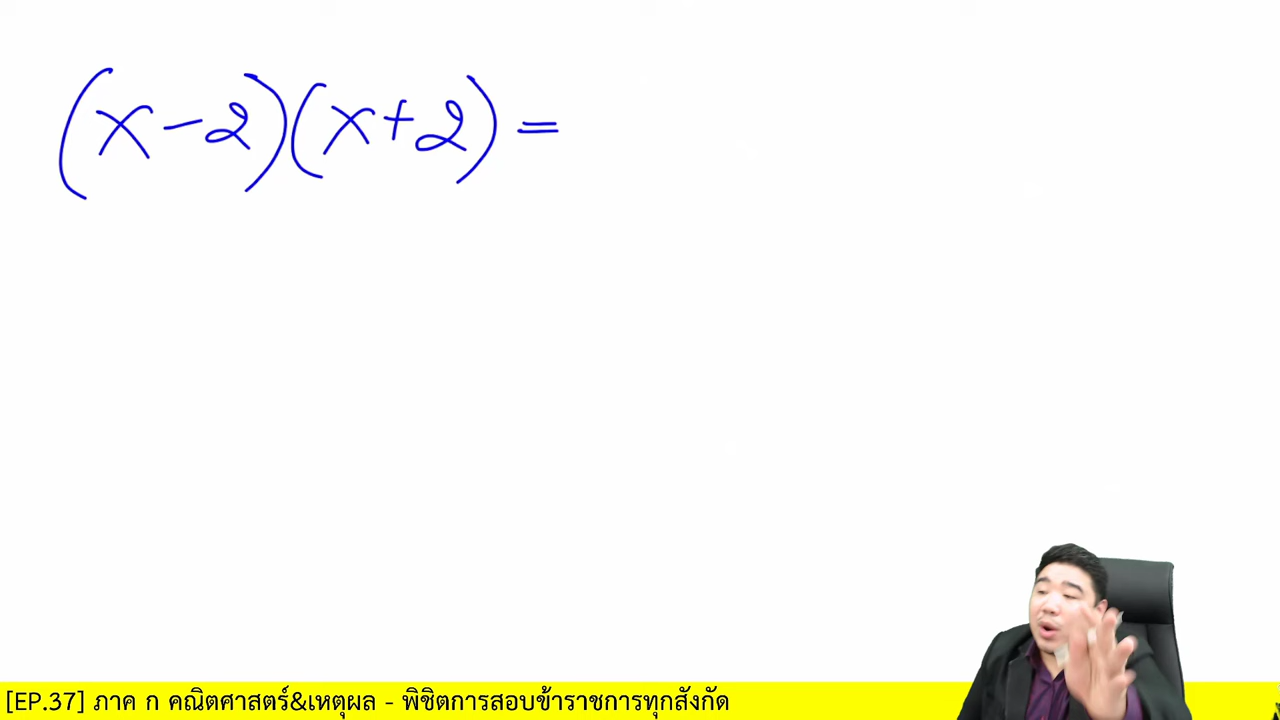 (x-2)(x+2)=
[EP.37] ภาค ก คณิตศาสตร์&เหตุผล - พิชิตการสอบข้าราชการทุกสังกัด